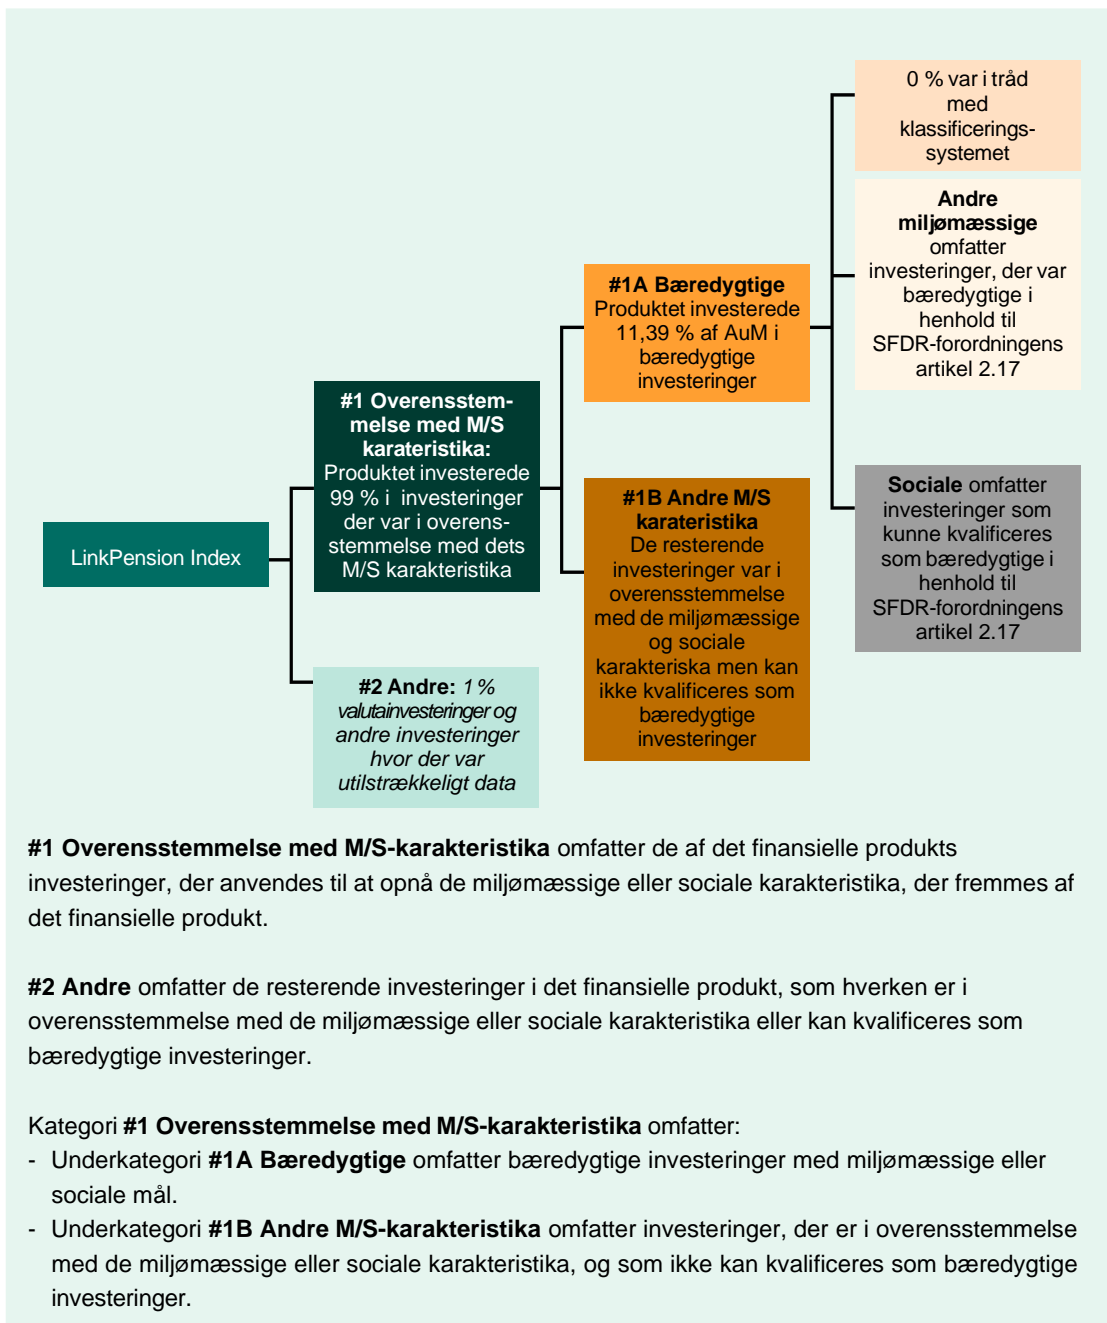 LinkPension Index
#1 Overensstem-
melse med M/S
karateristika:
Produktet investerede
99 % i investeringer
der var i overens-
stemmelse med dets
M/S karakteristika
#2 Andre: 1 %
valutainvesteringer og
andre investeringer
hvor der var
utilstrækkeligt data
#1A Bæredygtige
Produktet investerede
11,39 % af AuM i
bæredygtige
investeringer
#1B Andre M/S
karateristika
De resterende
investeringer var i
overensstemmelse
med de miljømæssige
og sociale
karakteriska men kan
ikke kvalificeres som
bæredygtige
investeringer
0 % var i tråd
med
klassificerings-
systemet
Andre
miljømæssige
omfatter
investeringer, der var
bæredygtige i
henhold til
SFDR-forordningens
artikel 2.17
Sociale omfatter
investeringer som
kunne kvalificeres
som bæredygtige i
henhold til
SFDR-forordningens
artikel 2.17
#1 Overensstemmelse med M/S-karakteristika omfatter de af det finansielle produkts
investeringer, der anvendes til at opnå de miljømæssige eller sociale karakteristika, der fremmes af
det finansielle produkt.
#2 Andre omfatter de resterende investeringer i det finansielle produkt, som hverken er i
overensstemmelse med de miljømæssige eller sociale karakteristika eller kan kvalificeres som
bæredygtige investeringer.
Kategori #1 Overensstemmelse med M/S-karakteristika omfatter:
- Underkategori #1A Bæredygtige omfatter bæredygtige investeringer med miljømæssige eller
sociale mål.
- Underkategori #1B Andre M/S-karakteristika omfatter investeringer, der er i overensstemmelse
med de miljømæssige eller sociale karakteristika, og som ikke kan kvalificeres som bæredygtige
investeringer.